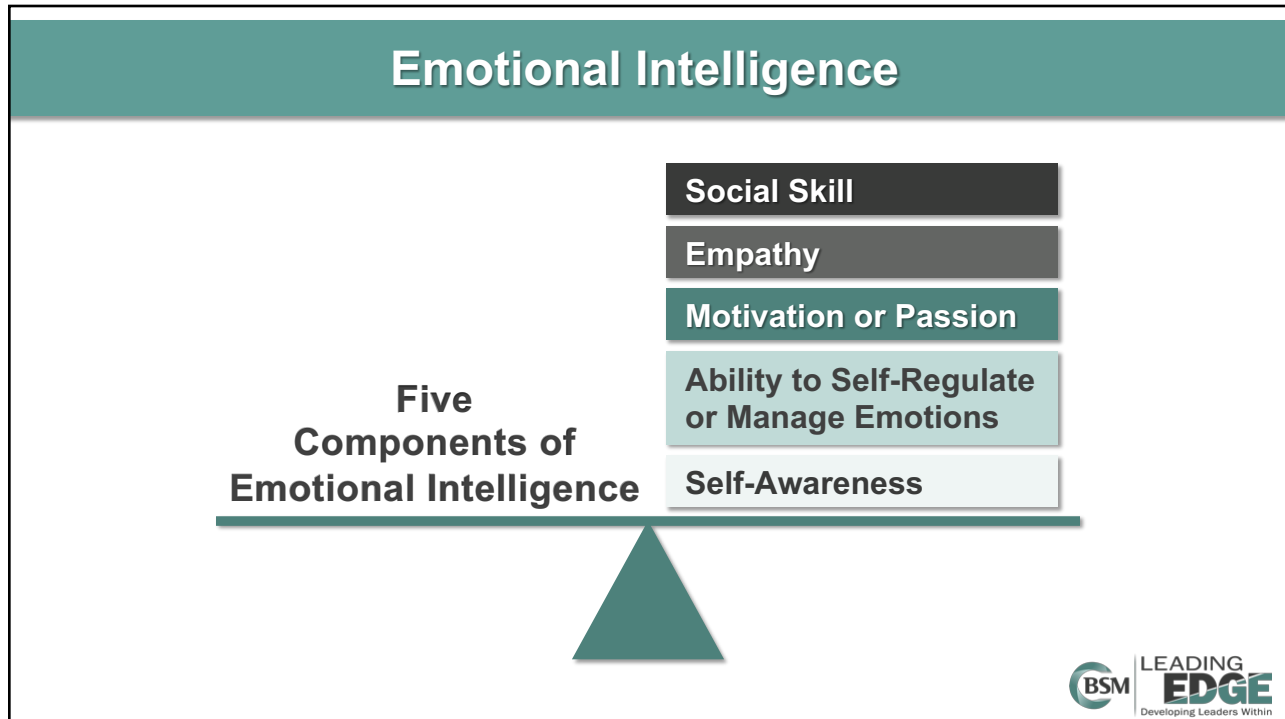 Emotional Intelligence
Five
Components of
Emotional Intelligence
Social Skill
Empathy
Motivation or Passion
Ability to Self-Regulate
or Manage Emotions
Self-Awareness
BSM
LEADING
EDGE
Developing Leaders Within